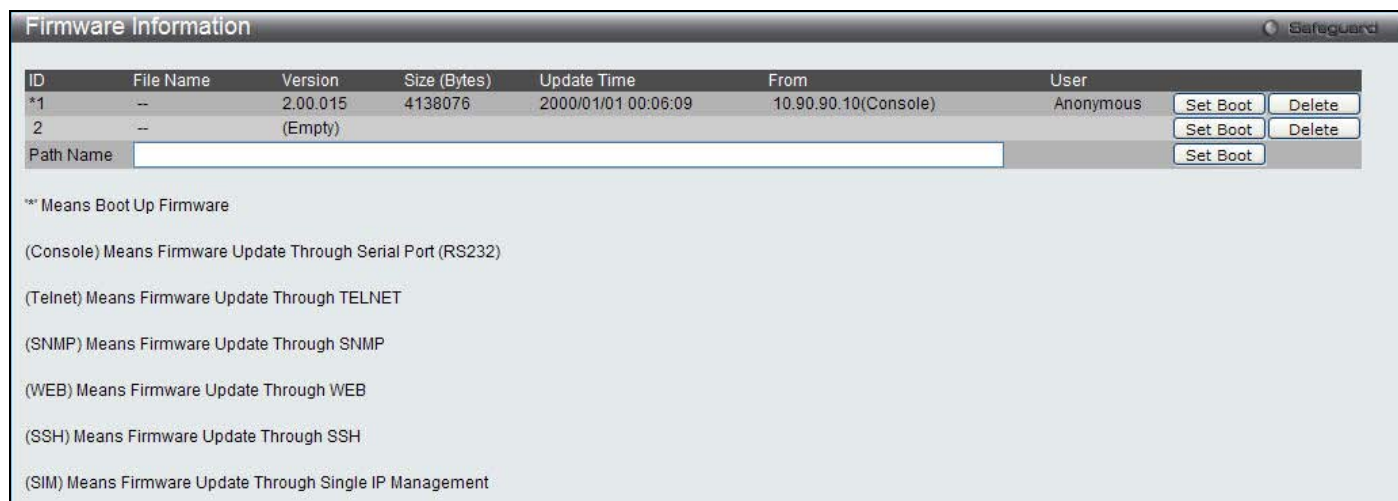 Firmware Information
Safeguard
ID File Name Version Size (Bytes) Update Time From User
*1 -- 2.00.015 4138076 2000/01/01 00:06:09 10.90.90.10(Console) Anonymous Set Boot Delete
2 -- (Empty) Set Boot Delete
Path Name Set Boot
'*' Means Boot Up Firmware
(Console) Means Firmware Update Through Serial Port (RS232)
(Telnet) Means Firmware Update Through TELNET
(SNMP) Means Firmware Update Through SNMP
(WEB) Means Firmware Update Through WEB
(SSH) Means Firmware Update Through SSH
(SIM) Means Firmware Update Through Single IP Management